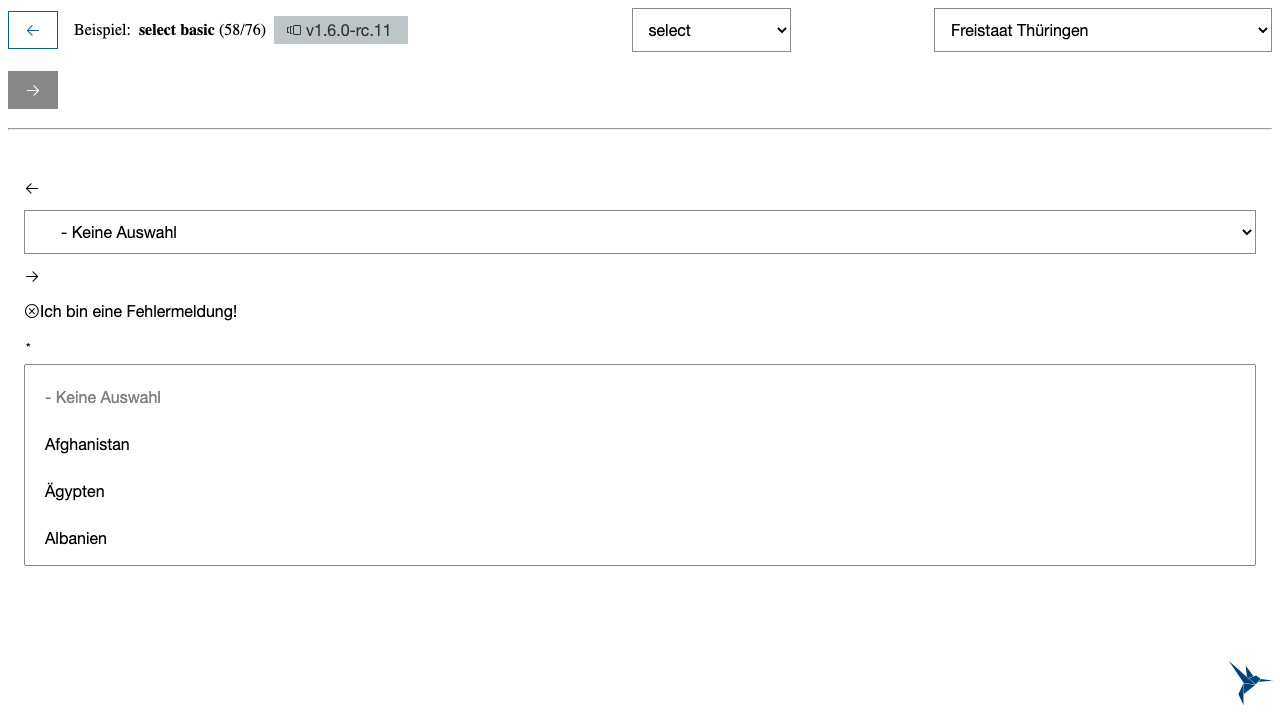 Beispiel: select basic (58/76) v1.6.0-rc.11 select Freistaat Thüringen
- Keine Auswahl
Ich bin eine Fehlermeldung!
*
- Keine Auswahl
Afghanistan
Ägypten
Albanien